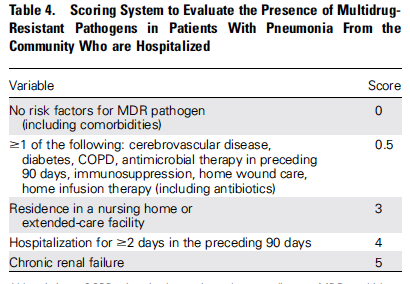 Table 4. Scoring System to Evaluate the Presence of Multidrug-
Resistant Pathogens in Patients With Pneumonia From the
Community Who are Hospitalized
Variable Score
No risk factors for MDR pathogen 0
(including comorbidities)
≥1 of the following: cerebrovascular disease, 0.5
diabetes, COPD, antimicrobial therapy in preceding
90 days, immunosuppression, home wound care,
home infusion therapy (including antibiotics)
Residence in a nursing home or 3
extended-care facility
Hospitalization for ≥2 days in the preceding 90 days 4
Chronic renal failure 5